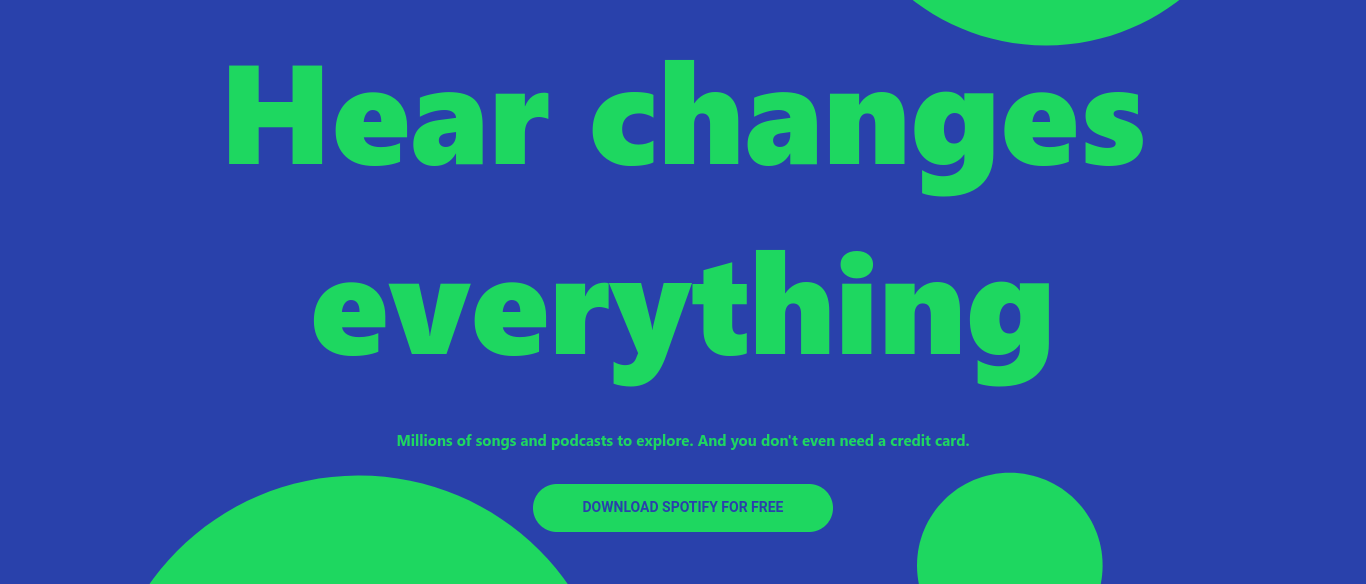 Hear changes
everything
Millions of songs and podcasts to explore. And you don't even need a credit card.
DOWNLOAD SPOTIFY FOR FREE